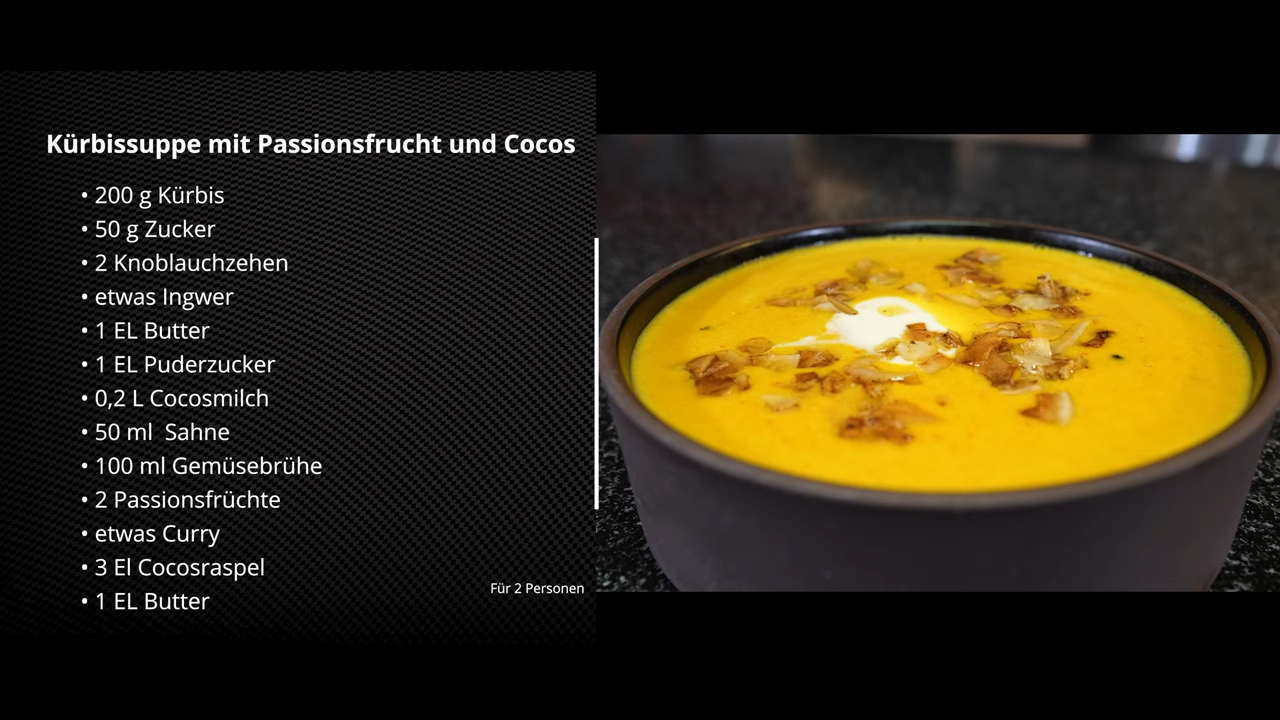 Kürbissuppe mit Passionsfrucht und Cocos
• 200 g Kürbis
• 50 g Zucker
• 2 Knoblauchzehen
• etwas Ingwer
• 1 EL Butter
• 1 EL Puderzucker
• 0,2 L Cocosmilch
• 50 ml  Sahne
• 100 ml Gemüsebrühe
• 2 Passionsfrüchte
• etwas Curry
• 3 El Cocosraspel
• 1 EL Butter
Für 2 Personen